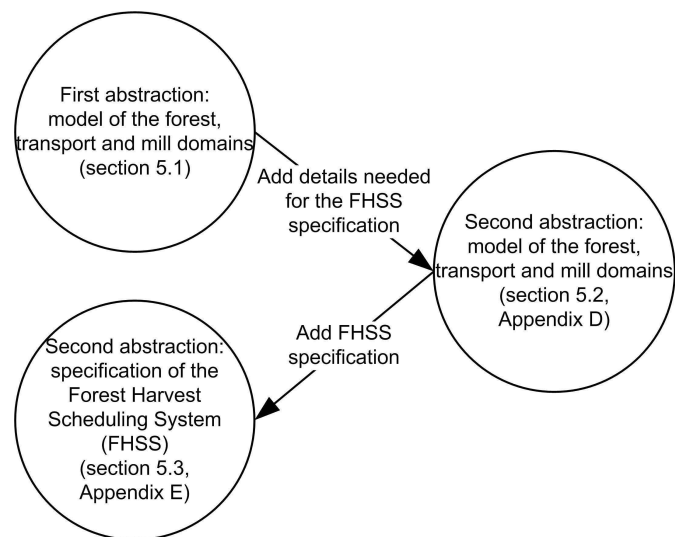 First abstraction:
model of the forest,
transport and mill domains
(section 5.1)
Add details needed
for the FHSS
specification
Second abstraction:
model of the forest,
transport and mill domains
(section 5.2,
Appendix D)
Add FHSS
specification
Second abstraction:
specification of the
Forest Harvest
Scheduling System
(FHSS)
(section 5.3,
Appendix E)